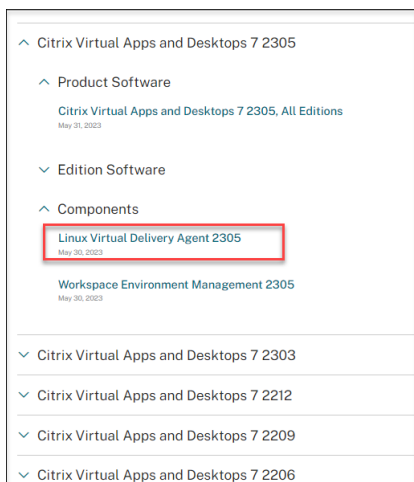 Citrix Virtual Apps and Desktops 7 2305
Product Software
Citrix Virtual Apps and Desktops 7 2305, All Editions
May 31, 2023
Edition Software
Components
Linux Virtual Delivery Agent 2305
May 30, 2023
Workspace Environment Management 2305
May 30, 2023
Citrix Virtual Apps and Desktops 7 2303
Citrix Virtual Apps and Desktops 7 2212
Citrix Virtual Apps and Desktops 7 2209
Citrix Virtual Apps and Desktops 7 2206